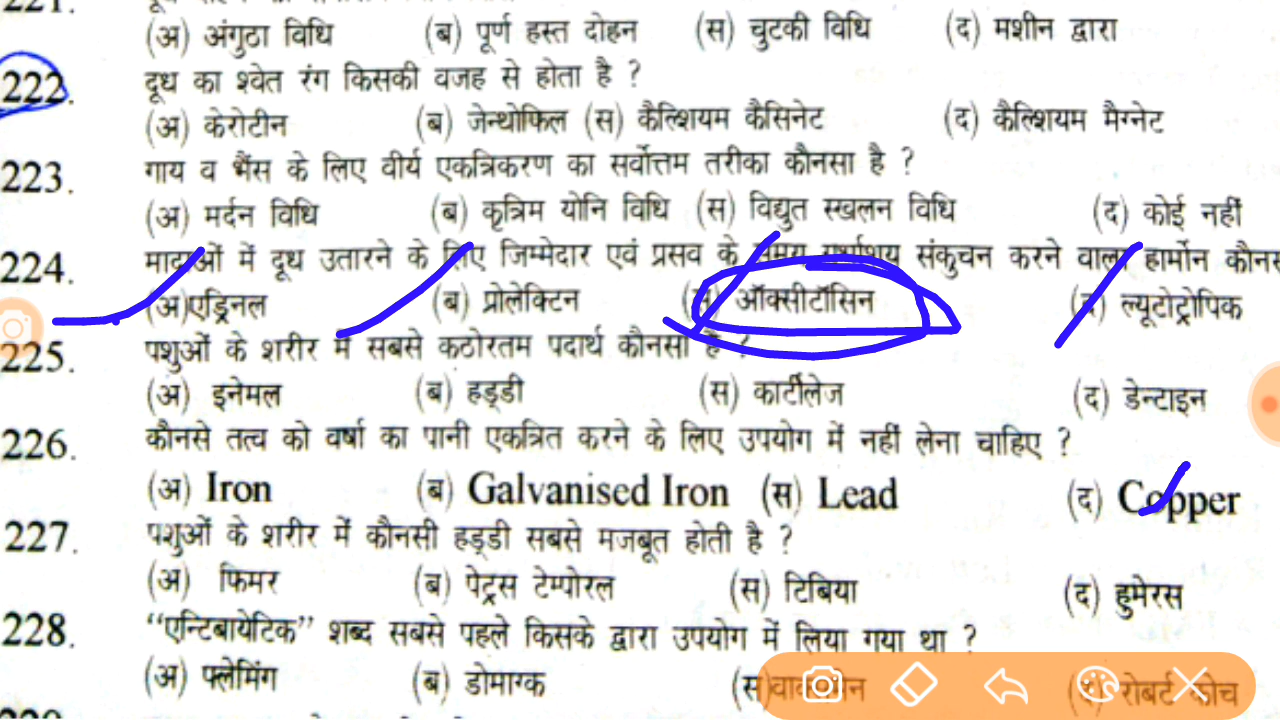 221.
(अ) अंगुठा विधि (ब) पूर्ण हस्त दोहन (स) चुटकी विधि (द) मशीन द्वारा
222. दूध का श्वेत रंग किसकी वजह से होता है ?
(अ) केरोटीन (ब) जेन्थोफिल (स) कैल्शियम कैसिनेट (द) कैल्शियम मैग्नेट
223. गाय व भैंस के लिए वीर्य एकत्रिकरण का सर्वोत्तम तरीका कौनसा है ?
(अ) मर्दन विधि (ब) कृत्रिम योनि विधि (स) विद्युत स्खलन विधि (द) कोई नहीं
224. मादाओं में दूध उतारने के लिए जिम्मेदार एवं प्रसव के समय गर्भाशय संकुचन करने वाला हार्मोन कौनस
(अ)एड्रिनल (ब) प्रोलेक्टिन (स) ऑक्सीटॉसिन (द) ल्यूटोट्रोपिक
225. पशुओं के शरीर में सबसे कठोरतम पदार्थ कौनसा है ?
(अ) इनेमल (ब) हड्डी (स) कार्टीलेज (द) डेन्टाइन
226. कौनसे तत्व को वर्षा का पानी एकत्रित करने के लिए उपयोग में नहीं लेना चाहिए ?
(अ) Iron (ब) Galvanised Iron (स) Lead (द) Copper
227. पशुओं के शरीर में कौनसी हड्डी सबसे मजबूत होती है ?
(अ) फिमर (ब) पेट्रस टेम्पोरल (स) टिबिया (द) हुमेरस
228. “एन्टिबायेटिक” शब्द सबसे पहले किसके द्वारा उपयोग में लिया गया था ?
(अ) फ्लेमिंग (ब) डोमाग्क (स) (द) रोबर्ट कोच